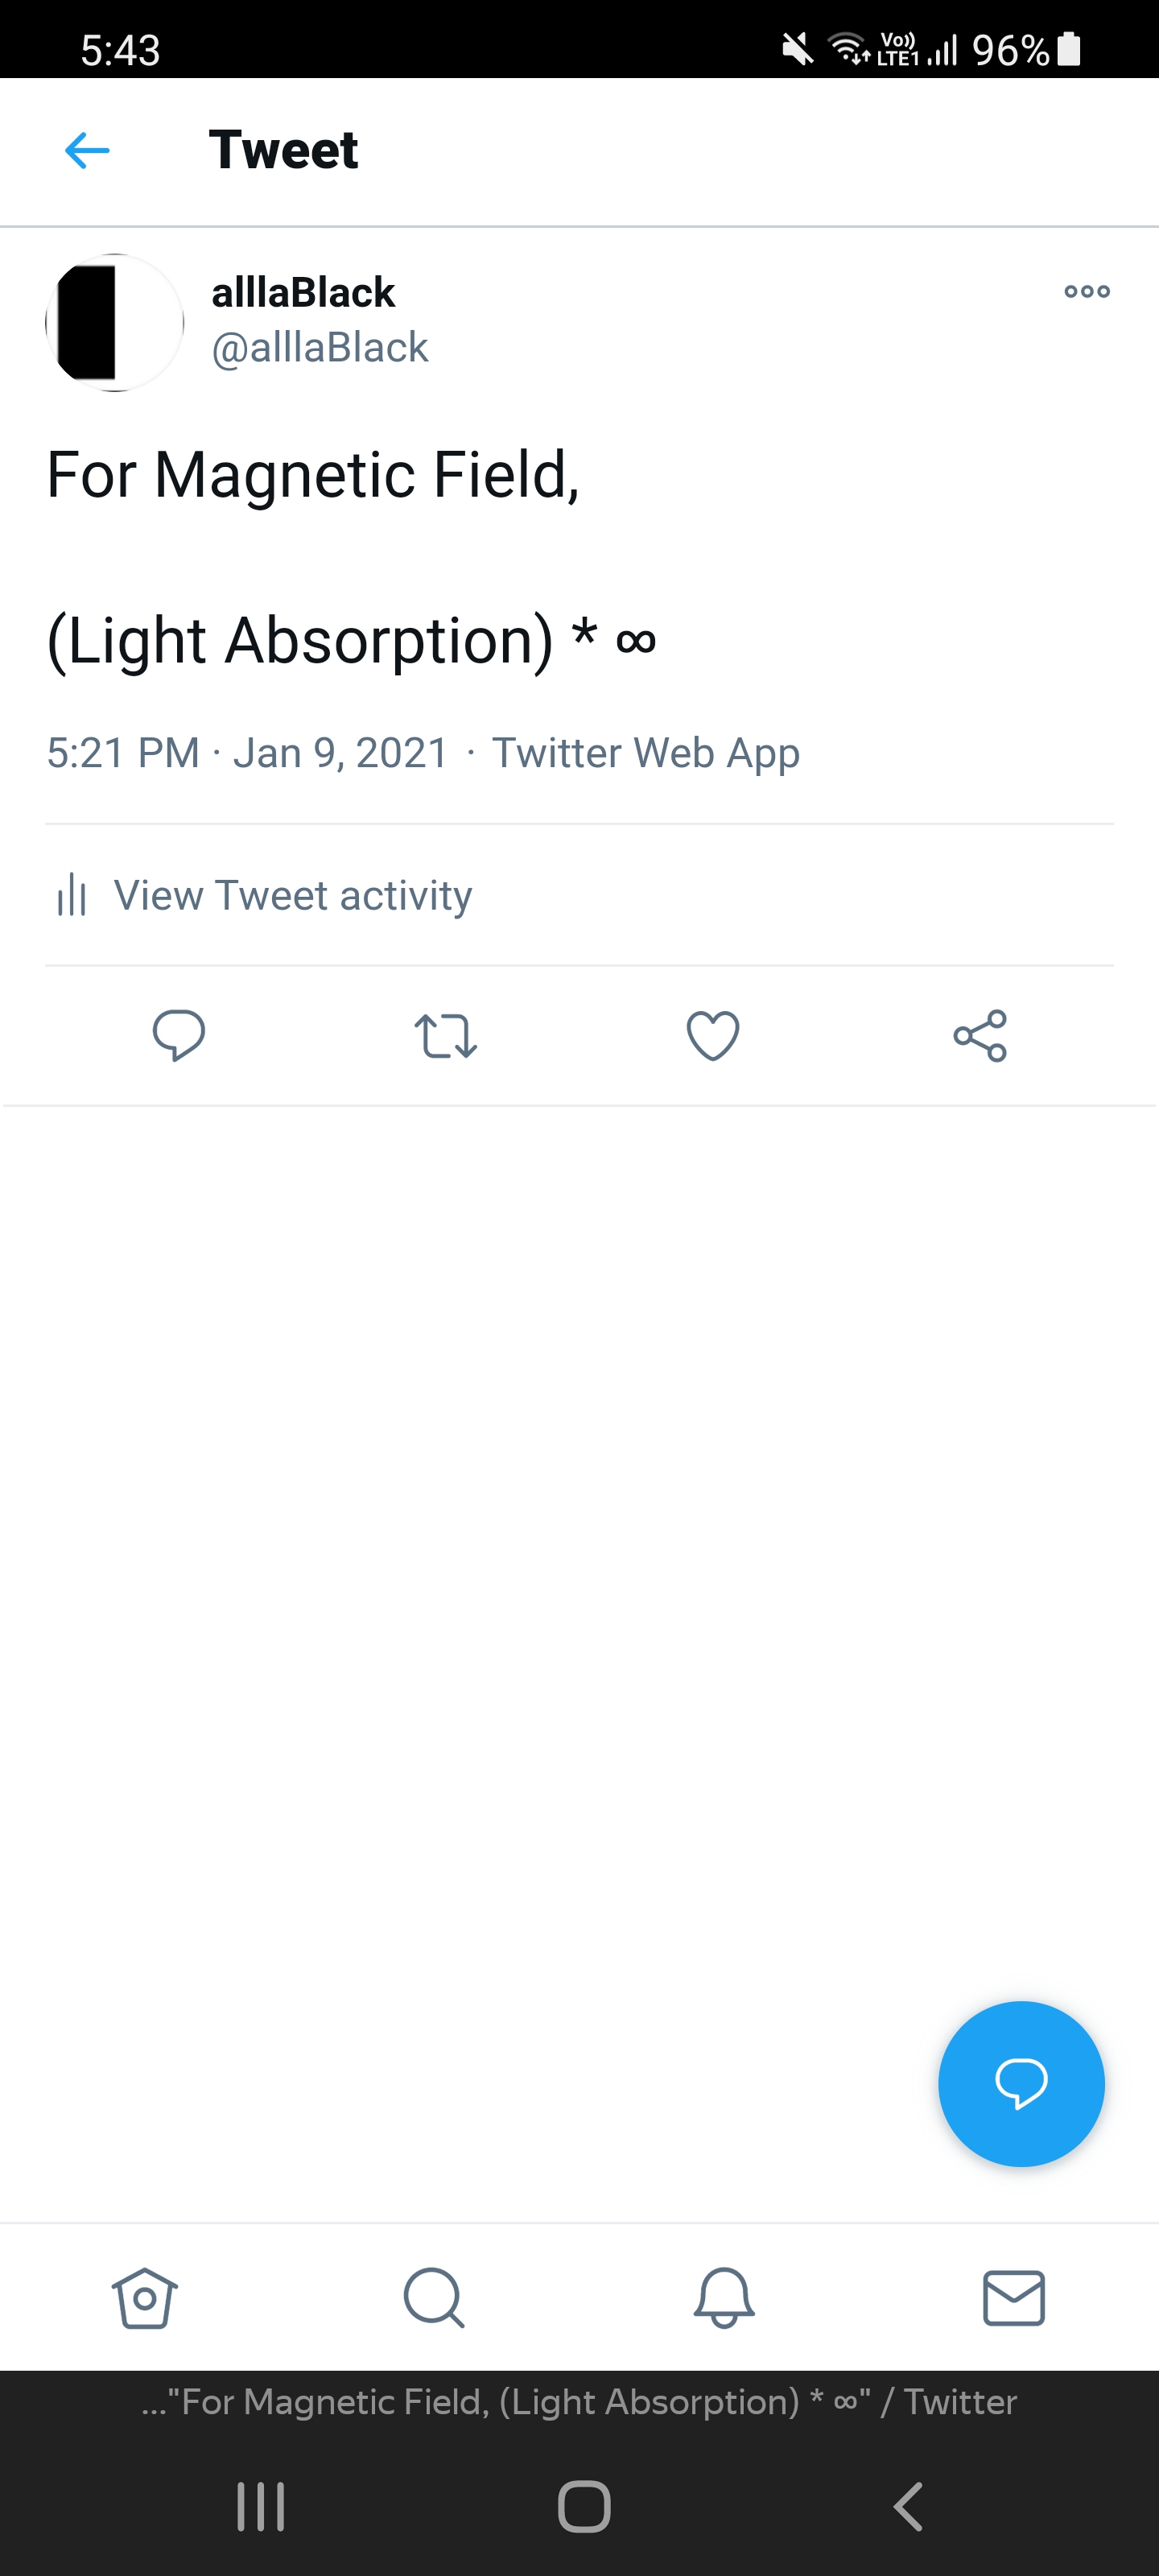 5:43 Vo)) LTE1 96%
Tweet
alllaBlack
@alllaBlack
For Magnetic Field,
(Light Absorption) * ∞
5:21 PM · Jan 9, 2021 · Twitter Web App
View Tweet activity
..."For Magnetic Field, (Light Absorption) * ∞" / Twitter